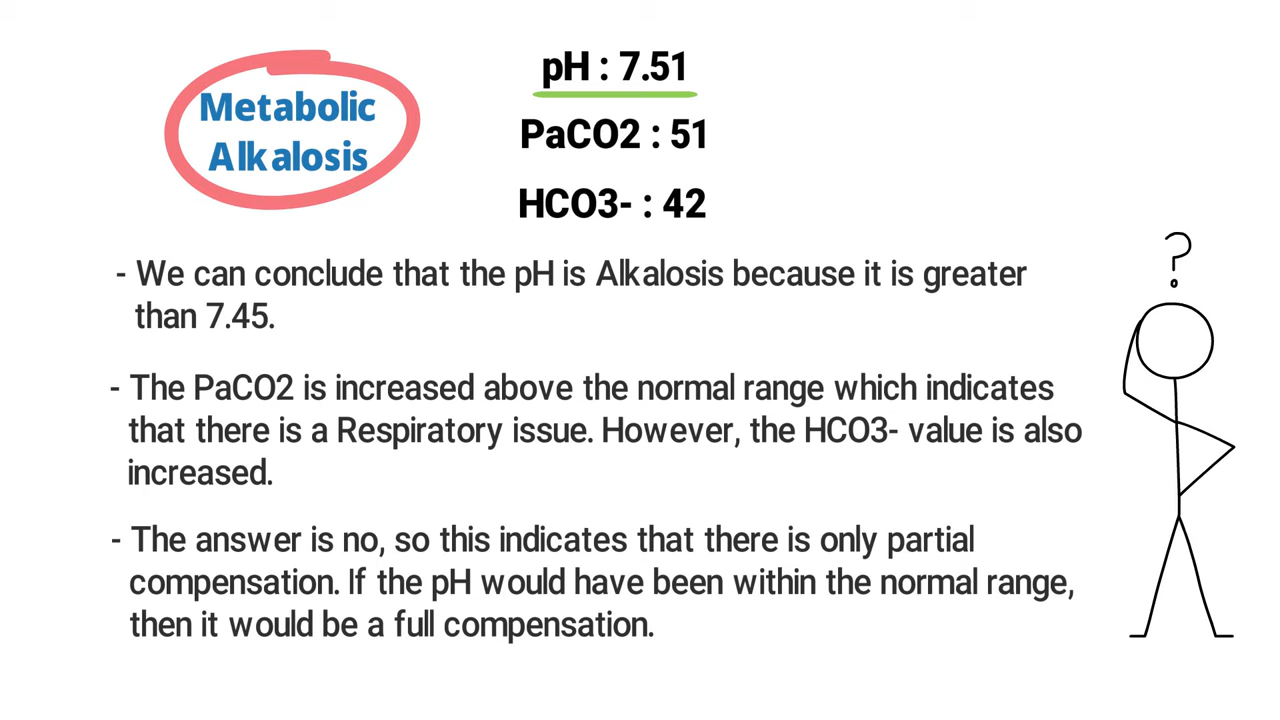 Metabolic
Alkalosis
pH : 7.51
PaCO2 : 51
HCO3- : 42
- We can conclude that the pH is Alkalosis because it is greater
than 7.45.
- The PaCO2 is increased above the normal range which indicates
that there is a Respiratory issue. However, the HCO3- value is also
increased.
- The answer is no, so this indicates that there is only partial
compensation. If the pH would have been within the normal range,
then it would be a full compensation.
?